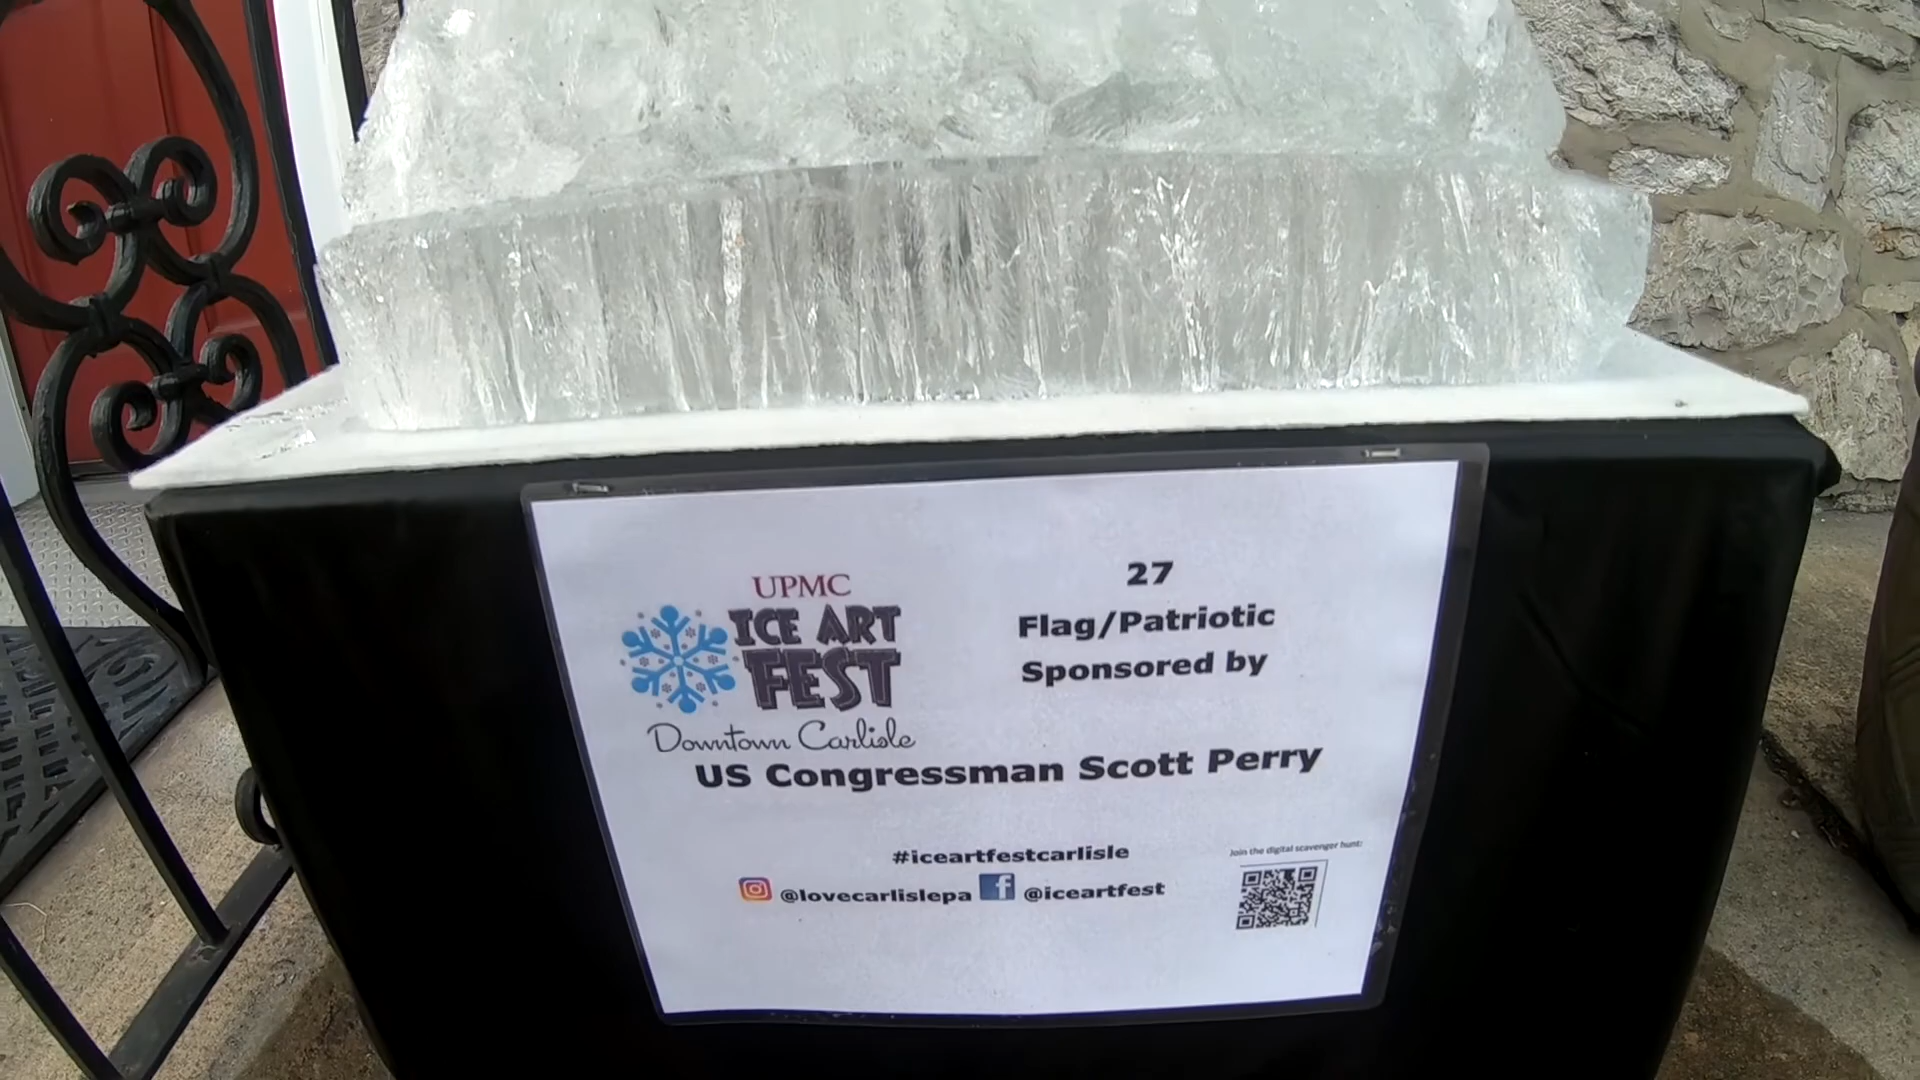 UPMC
ICE ART
FEST
Downtown Carlisle
27
Flag/Patriotic
Sponsored by
US Congressman Scott Perry
#iceartfestcarlisle
@lovecarlislepa f @iceartfest
Join the digital scavenger hunt: